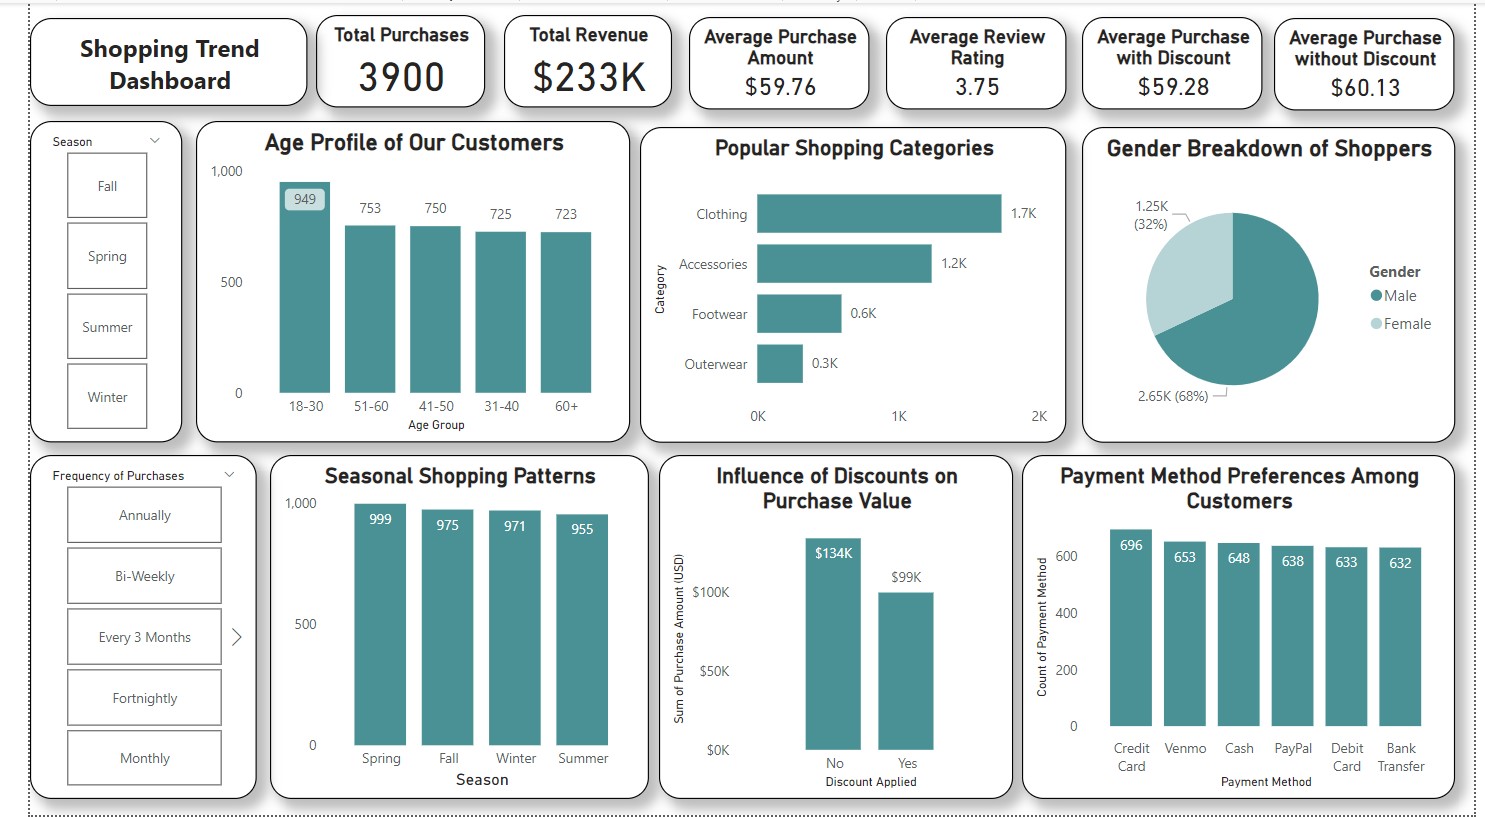 Shopping Trend
Dashboard
Total Purchases
3900
Total Revenue
$233K
Average Purchase
Amount
$59.76
Average Review
Rating
3.75
Average Purchase
with Discount
$59.28
Average Purchase
without Discount
$60.13
Season
Fall
Spring
Summer
Winter
Age Profile of Our Customers
1,000
500
0
949
753
750
725
723
18-30
51-60
41-50
31-40
60+
Age Group
Popular Shopping Categories
Category
Clothing
1.7K
Accessories
1.2K
Footwear
0.6K
Outerwear
0.3K
0K
1K
2K
Gender Breakdown of Shoppers
1.25K
(32%)
2.65K (68%)
Gender
Male
Female
Frequency of Purchases
Annually
Bi-Weekly
Every 3 Months
Fortnightly
Monthly
Seasonal Shopping Patterns
1,000
500
0
999
975
971
955
Spring
Fall
Winter
Summer
Season
Influence of Discounts on
Purchase Value
Sum of Purchase Amount (USD)
$100K
$50K
$0K
$134K
$99K
No
Yes
Discount Applied
Payment Method Preferences Among
Customers
Count of Payment Method
600
400
200
0
696
653
648
638
633
632
Credit
Card
Venmo
Cash
PayPal
Debit
Card
Bank
Transfer
Payment Method